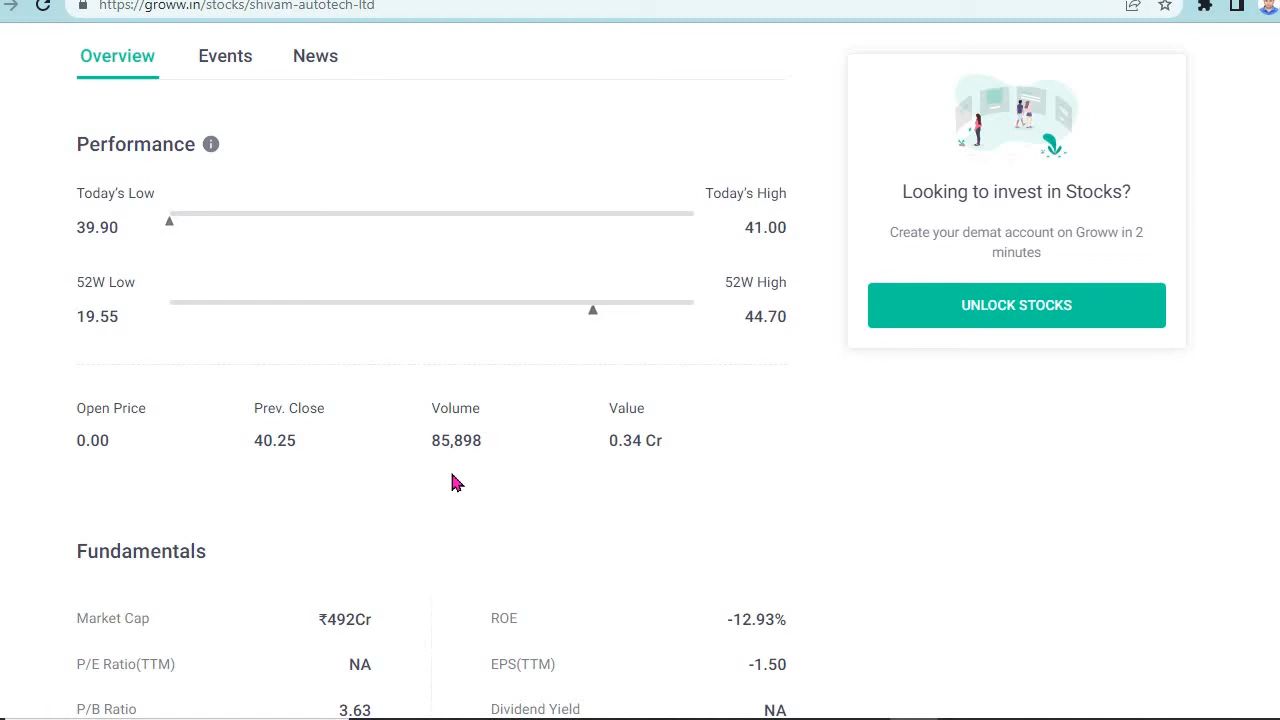 https://groww.in/stocks/shivam-autotech-ltd
Overview Events News
Performance
Today's Low Today's High
39.90 41.00
52W Low 52W High
19.55 44.70
Open Price Prev. Close Volume Value
0.00 40.25 85,898 0.34 Cr
Fundamentals
Market Cap ₹492Cr ROE -12.93%
P/E Ratio(TTM) NA EPS(TTM) -1.50
P/B Ratio 3.63 Dividend Yield NA
Looking to invest in Stocks?
Create your demat account on Groww in 2
minutes
UNLOCK STOCKS